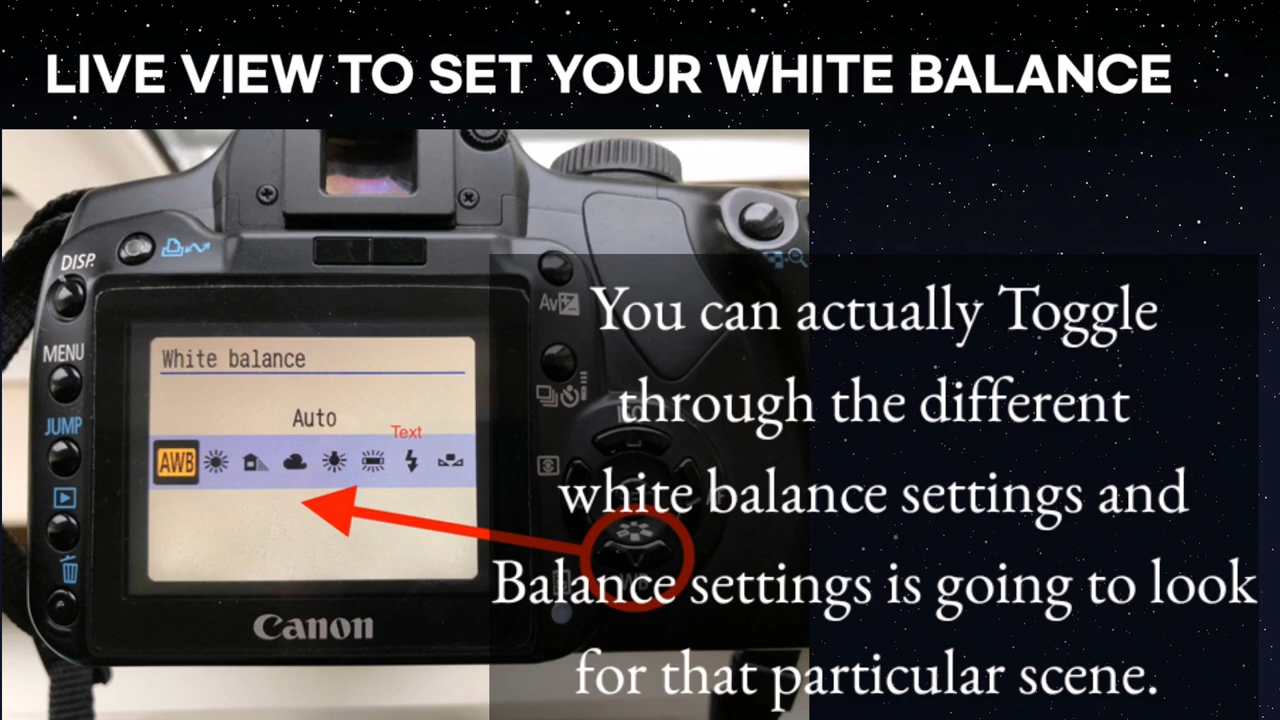 LIVE VIEW TO SET YOUR WHITE BALANCE
DISP.
MENU
JUMP
White balance
Auto
Text
AWB
Canon
Av
You can actually Toggle
through the different
white balance settings and
Balance settings is going to look
for that particular scene.